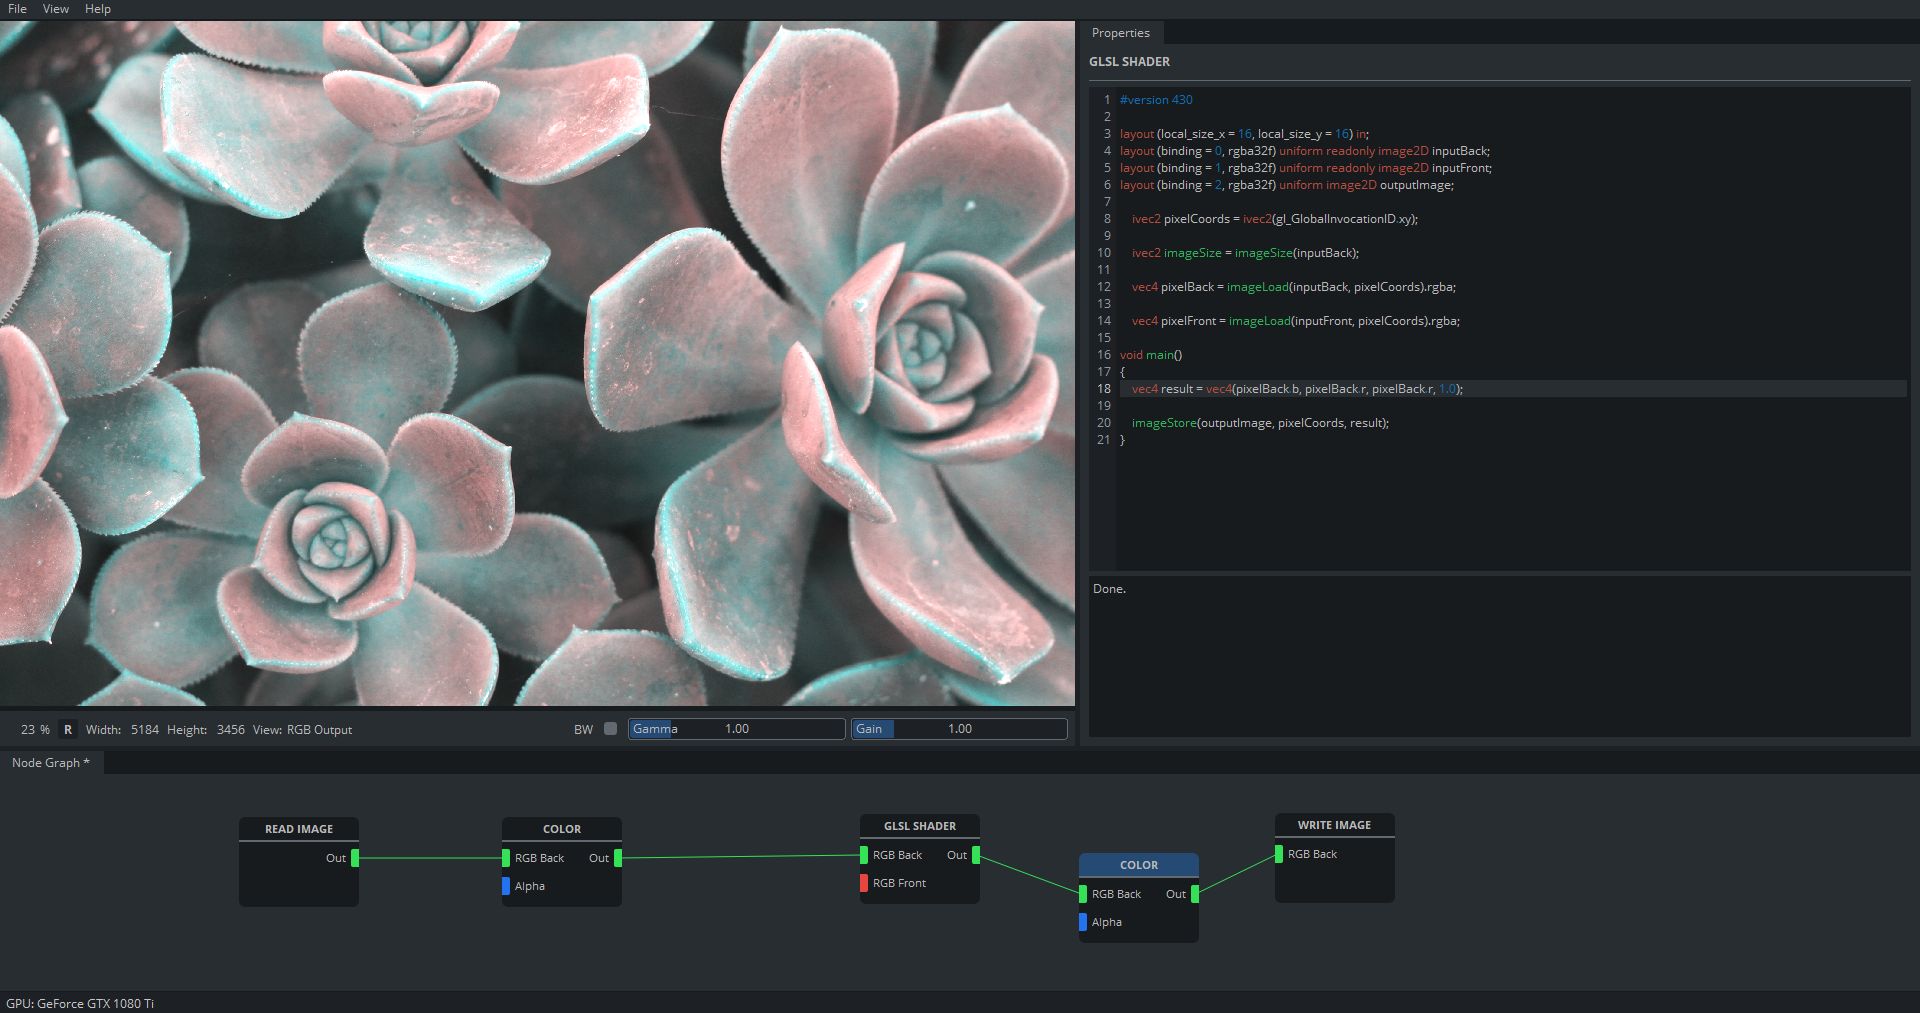 File View Help
Properties
GLSL SHADER
1 #version 430
2
3 layout (local_size_x = 16, local_size_y = 16) in;
4 layout (binding = 0, rgba32f) uniform readonly image2D inputBack;
5 layout (binding = 1, rgba32f) uniform readonly image2D inputFront;
6 layout (binding = 2, rgba32f) uniform image2D outputImage;
7
8 ivec2 pixelCoords = ivec2(gl_GlobalInvocationID.xy);
9
10 ivec2 imageSize = imageSize(inputBack);
11
12 vec4 pixelBack = imageLoad(inputBack, pixelCoords).rgba;
13
14 vec4 pixelFront = imageLoad(inputFront, pixelCoords).rgba;
15
16 void main()
17 {
18 vec4 result = vec4(pixelBack.b, pixelBack.r, pixelBack.r, 1.0);
19
20 imageStore(outputImage, pixelCoords, result);
21 }
Done.
23 % R Width: 5184 Height: 3456 View: RGB Output BW Gamma 1.00 Gain 1.00
Node Graph *
READ IMAGE
Out
COLOR
RGB Back Out
Alpha
GLSL SHADER
RGB Back Out
RGB Front
COLOR
RGB Back Out
Alpha
WRITE IMAGE
RGB Back
GPU: GeForce GTX 1080 Ti